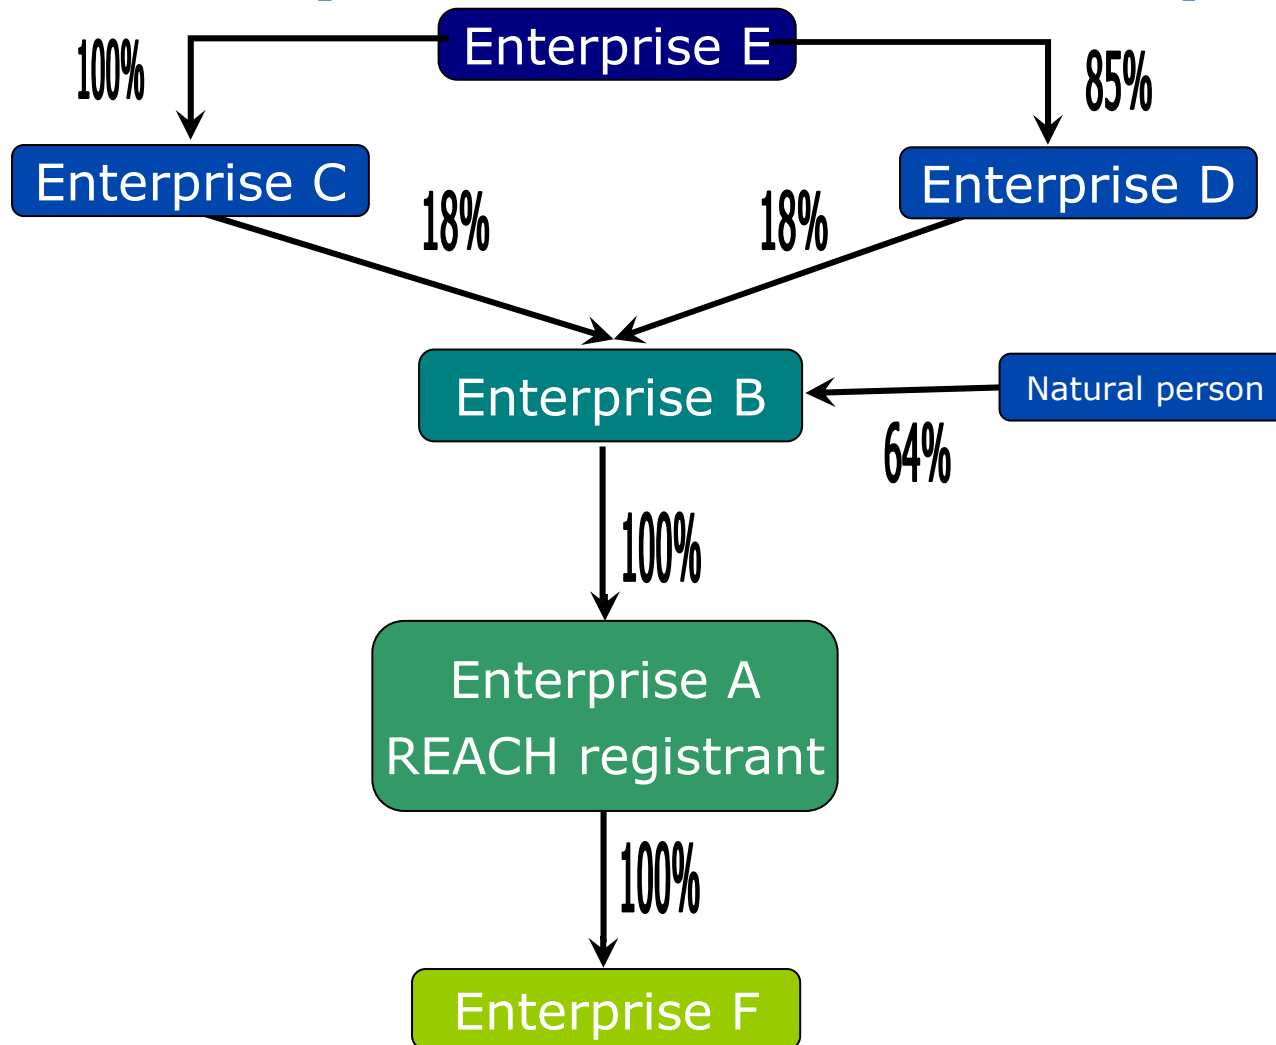 Enterprise E
100%
85%
Enterprise C
Enterprise D
18%
18%
Enterprise B
Natural person
64%
100%
Enterprise A
REACH registrant
100%
Enterprise F